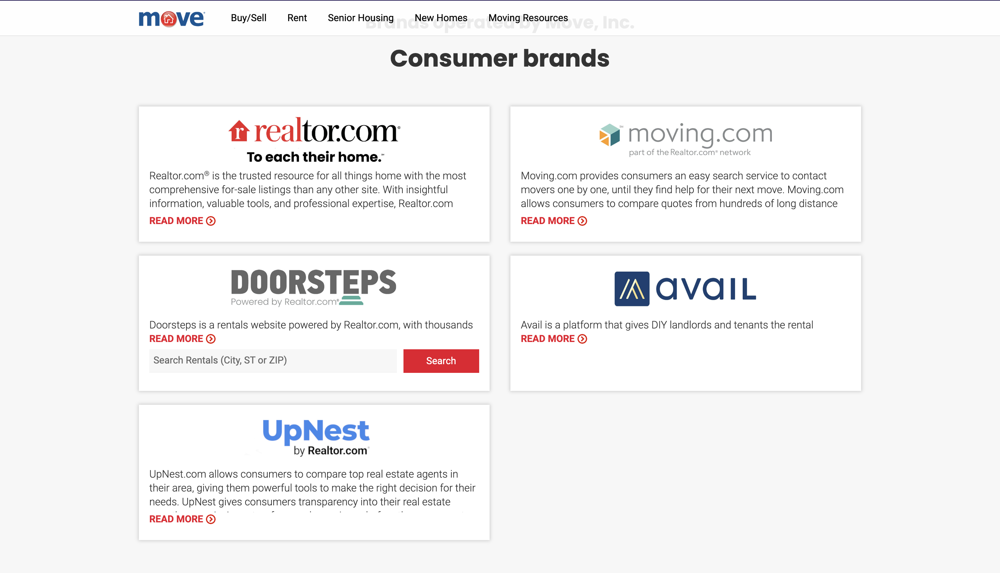 move Buy/Sell Rent Senior Housing New Homes Moving Resources
Brands operated by Move, Inc.
Consumer brands
r realtor.com®
To each their home.℠
Realtor.com® is the trusted resource for all things home with the most
comprehensive for-sale listings than any other site. With insightful
information, valuable tools, and professional expertise, Realtor.com
READ MORE
℠ moving.com
part of the Realtor.com® network
Moving.com provides consumers an easy search service to contact
movers one by one, until they find help for their next move. Moving.com
allows consumers to compare quotes from hundreds of long distance
READ MORE
DOORSTEPS
Powered by Realtor.com®
Doorsteps is a rentals website powered by Realtor.com, with thousands
READ MORE
Search Rentals (City, ST or ZIP) Search
avaIL
Avail is a platform that gives DIY landlords and tenants the rental
READ MORE
UpNest
by Realtor.com
UpNest.com allows consumers to compare top real estate agents in
their area, giving them powerful tools to make the right decision for their
needs. UpNest gives consumers transparency into their real estate
READ MORE